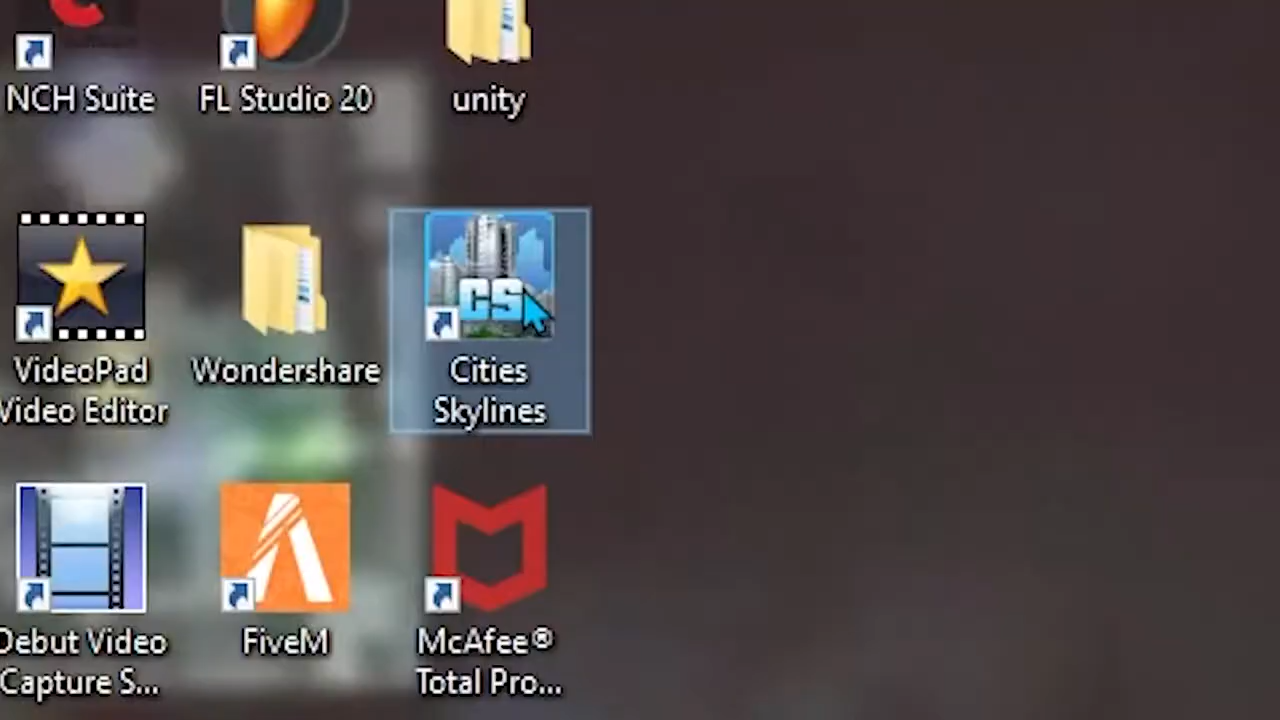 NCH Suite
FL Studio 20
unity
VideoPad
Video Editor
Wondershare
CS
Cities
Skylines
Debut Video
Capture S...
FiveM
McAfee®
Total Pro...